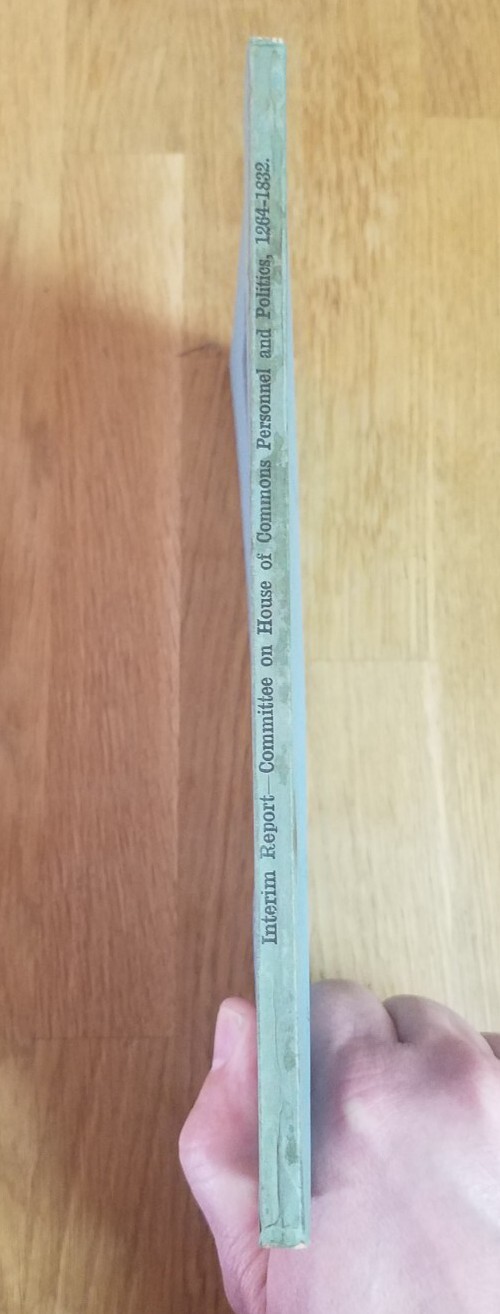 Interim Report—Committee on House of Commons Personnel and Politics, 1264-1832.